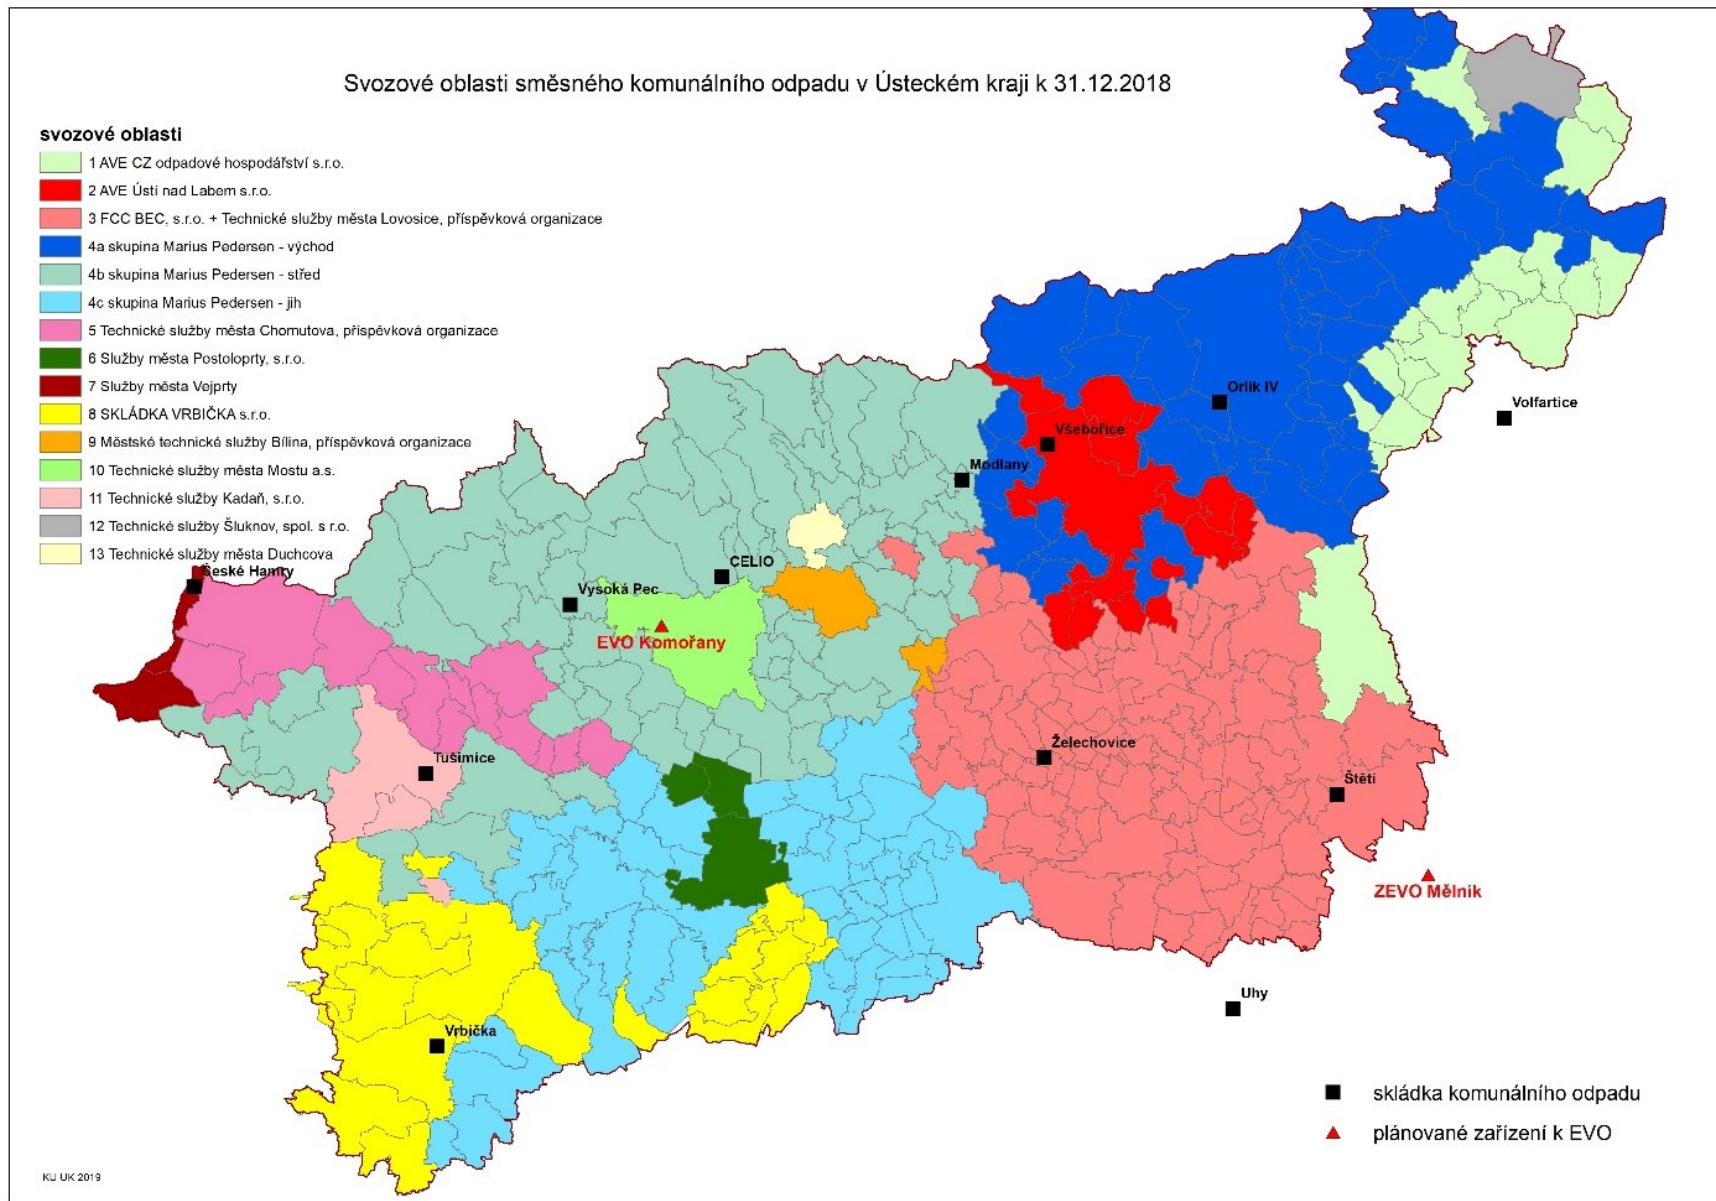 Svozové oblasti směsného komunálního odpadu v Ústeckém kraji k 31.12.2018
svozové oblasti
1 AVE CZ odpadové hospodářství s.r.o.
2 AVE Ústí nad Labem s.r.o.
3 FCC BEC, s.r.o. + Technické služby města Lovosice, příspěvková organizace
4a skupina Marius Pedersen - východ
4b skupina Marius Pedersen - střed
4c skupina Marius Pedersen - jih
5 Technické služby města Chomutova, příspěvková organizace
6 Služby města Postoloprty, s.r.o.
7 Služby města Vejprty
8 SKLÁDKA VRBIČKA s.r.o.
9 Městské technické služby Bílina, příspěvková organizace
10 Technické služby města Mostu a.s.
11 Technické služby Kadaň, s.r.o.
12 Technické služby Šluknov, spol. s r.o.
13 Technické služby města Duchcova
Orlík IV
Volfartice
Všebořice
Modlany
České Hamry
CELIO
Vysoká Pec
EVO Komořany
Tušimice
Želechovice
Štětí
ZEVO Mělník
Uhy
Vrbička
skládka komunálního odpadu
plánované zařízení k EVO
KU UK 2019